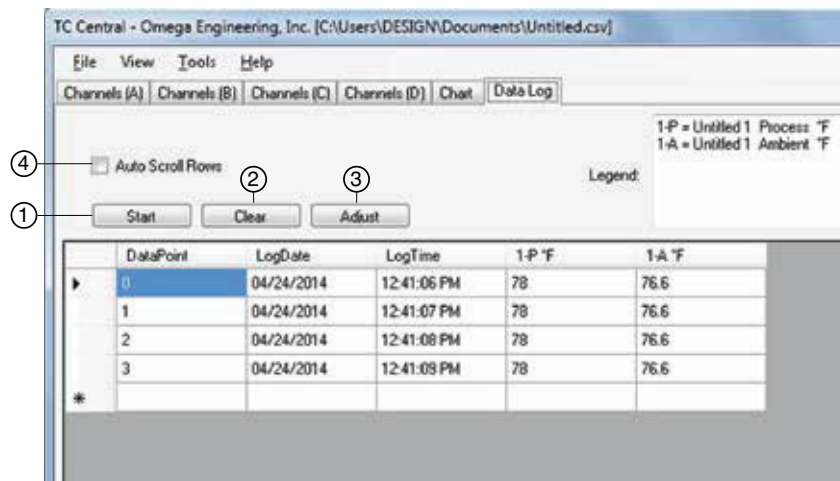 TC Central - Omega Engineering, Inc. [C:\Users\DESIGN\Documents\Untitled.csv]
File View Tools Help
Channels (A) Channels (B) Channels (C) Channels (D) Chart Data Log
1-P = Untitled 1 Process °F
1-A = Untitled 1 Ambient °F
Legend:
4 Auto Scroll Rows
2 3
1 Start Clear Adjust
DataPoint LogDate LogTime 1-P °F 1-A °F
0 04/24/2014 12:41:06 PM 78 76.6
1 04/24/2014 12:41:07 PM 78 76.6
2 04/24/2014 12:41:08 PM 78 76.6
3 04/24/2014 12:41:09 PM 78 76.6
*